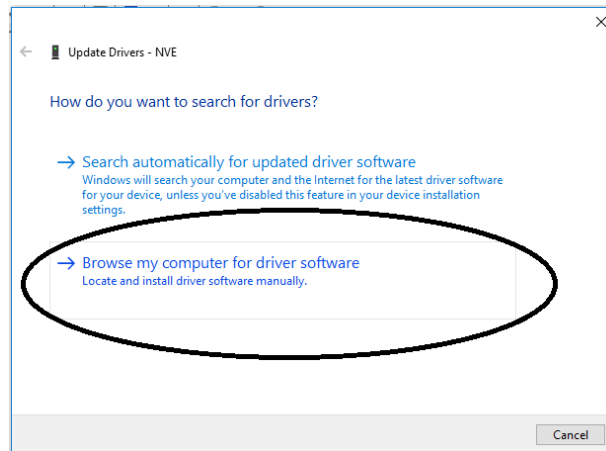 Update Drivers - NVE
How do you want to search for drivers?
Search automatically for updated driver software
Windows will search your computer and the Internet for the latest driver software
for your device, unless you've disabled this feature in your device installation
settings.
Browse my computer for driver software
Locate and install driver software manually.
Cancel